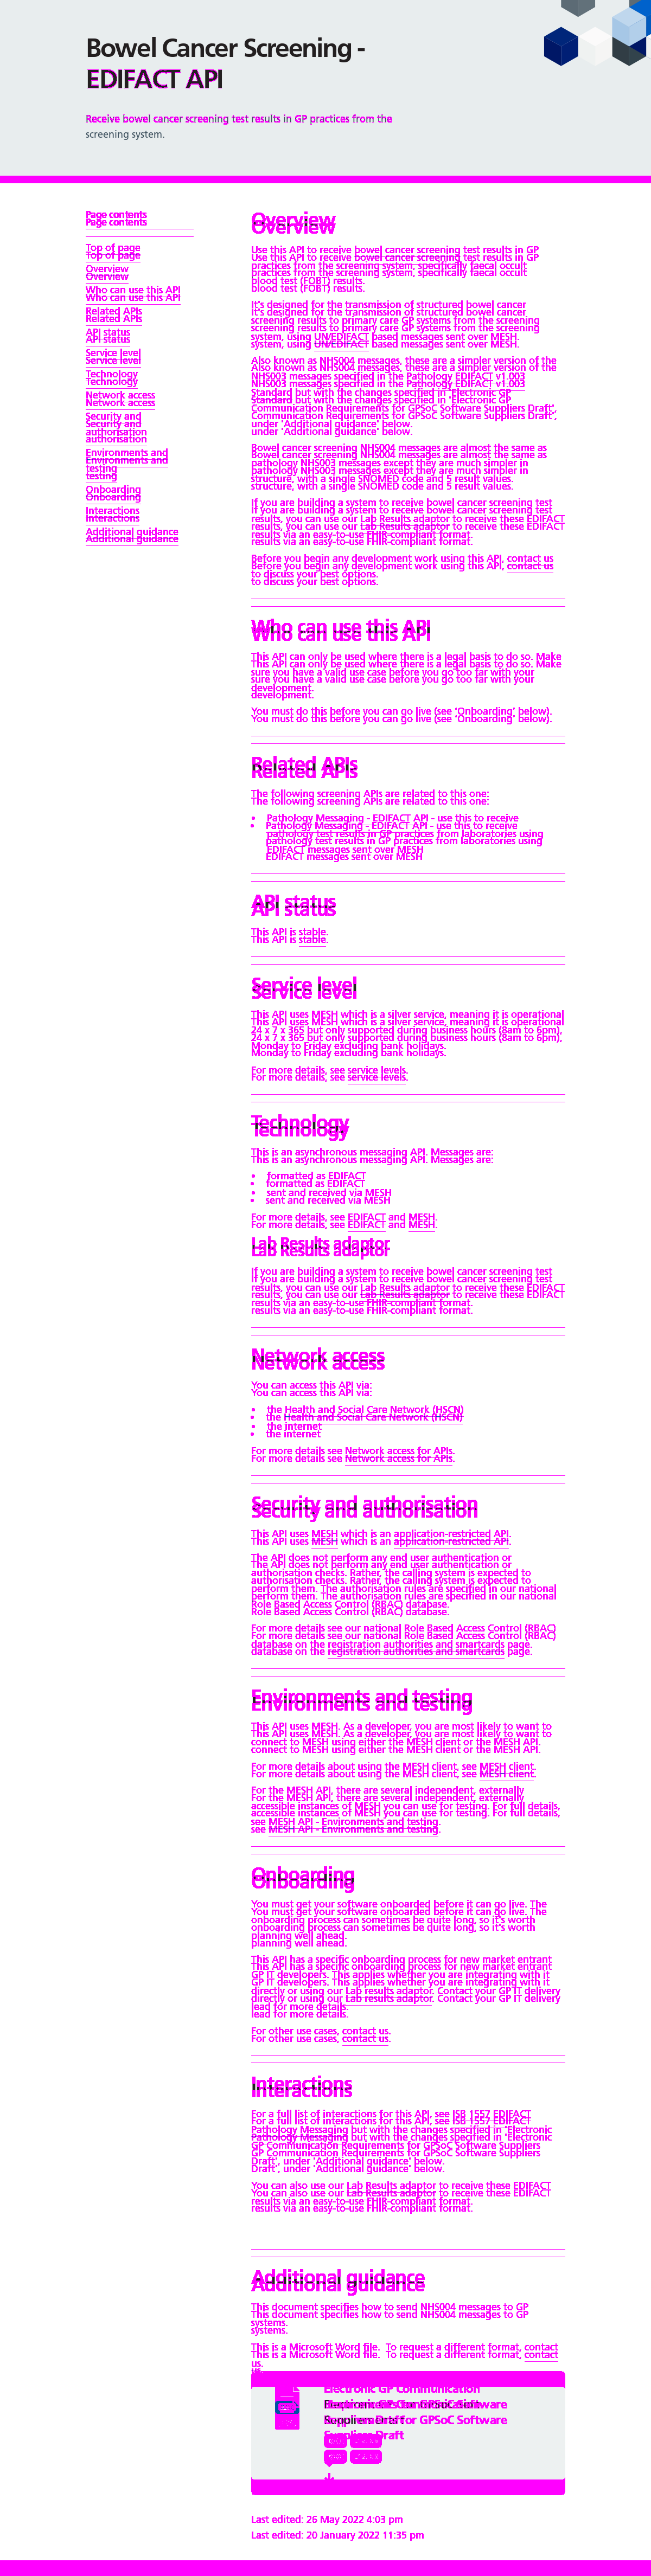 Bowel Cancer Screening -
EDIFACT API
Receive bowel cancer screening test results in GP practices from the
screening system.
Page contents
Top of page
Overview
Who can use this API
Related APIs
API status
Service level
Technology
Network access
Security and
authorisation
Environments and
testing
Onboarding
Interactions
Additional guidance
Overview
Use this API to receive bowel cancer screening test results in GP
practices from the screening system, specifically faecal occult
blood test (FOBT) results.
It's designed for the transmission of structured bowel cancer
screening results to primary care GP systems from the screening
system, using UN/EDIFACT based messages sent over MESH.
Also known as NHS004 messages, these are a simpler version of the
NHS003 messages specified in the Pathology EDIFACT v1.003
Standard but with the changes specified in 'Electronic GP
Communication Requirements for GPSoC Software Suppliers Draft',
under 'Additional guidance' below.
Bowel cancer screening NHS004 messages are almost the same as
pathology NHS003 messages except they are much simpler in
structure, with a single SNOMED code and 5 result values.
If you are building a system to receive bowel cancer screening test
results, you can use our Lab Results adaptor to receive these EDIFACT
results via an easy-to-use FHIR-compliant format.
Before you begin any development work using this API, contact us
to discuss your best options.
Who can use this API
This API can only be used where there is a legal basis to do so. Make
sure you have a valid use case before you go too far with your
development.
You must do this before you can go live (see 'Onboarding' below).
Related APIs
The following screening APIs are related to this one:
• Pathology Messaging - EDIFACT API - use this to receive
pathology test results in GP practices from laboratories using
EDIFACT messages sent over MESH
API status
This API is stable.
Service level
This API uses MESH which is a silver service, meaning it is operational
24 x 7 x 365 but only supported during business hours (8am to 6pm),
Monday to Friday excluding bank holidays.
For more details, see service levels.
Technology
This is an asynchronous messaging API. Messages are:
• formatted as EDIFACT
• sent and received via MESH
For more details, see EDIFACT and MESH.
Lab Results adaptor
If you are building a system to receive bowel cancer screening test
results, you can use our Lab Results adaptor to receive these EDIFACT
results via an easy-to-use FHIR-compliant format.
Network access
You can access this API via:
• the Health and Social Care Network (HSCN)
• the internet
For more details see Network access for APIs.
Security and authorisation
This API uses MESH which is an application-restricted API.
The API does not perform any end user authentication or
authorisation checks. Rather, the calling system is expected to
perform them. The authorisation rules are specified in our national
Role Based Access Control (RBAC) database.
For more details see our national Role Based Access Control (RBAC)
database on the registration authorities and smartcards page.
Environments and testing
This API uses MESH. As a developer, you are most likely to want to
connect to MESH using either the MESH client or the MESH API.
For more details about using the MESH client, see MESH client.
For the MESH API, there are several independent, externally
accessible instances of MESH you can use for testing. For full details,
see MESH API - Environments and testing.
Onboarding
You must get your software onboarded before it can go live. The
onboarding process can sometimes be quite long, so it's worth
planning well ahead.
This API has a specific onboarding process for new market entrant
GP IT developers. This applies whether you are integrating with it
directly or using our Lab results adaptor. Contact your GP IT delivery
lead for more details.
For other use cases, contact us.
Interactions
For a full list of interactions for this API, see ISB 1557 EDIFACT
Pathology Messaging but with the changes specified in 'Electronic
GP Communication Requirements for GPSoC Software Suppliers
Draft', under 'Additional guidance' below.
You can also use our Lab Results adaptor to receive these EDIFACT
results via an easy-to-use FHIR-compliant format.
Additional guidance
This document specifies how to send NHS004 messages to GP
systems.
This is a Microsoft Word file.  To request a different format, contact
us.
Electronic GP Communication
Requirements for GPSoC Software
Suppliers Draft
Last edited: 26 May 2022 4:03 pm
Last edited: 20 January 2022 11:35 pm